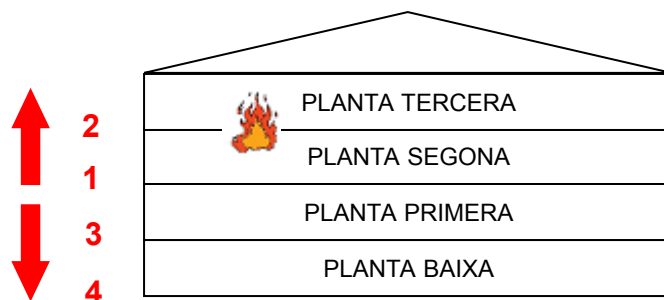 PLANTA TERCERA
2
PLANTA SEGONA
1
PLANTA PRIMERA
3
PLANTA BAIXA
4